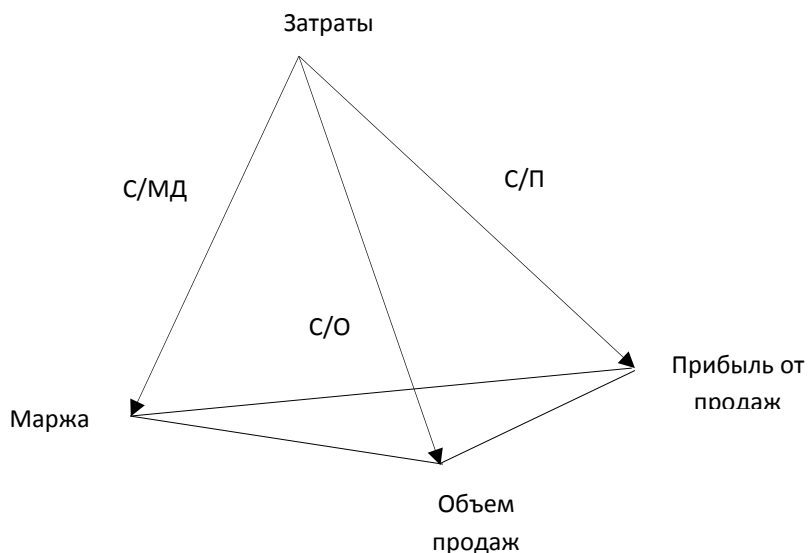 Затраты
С/МД
С/П
С/О
Прибыль от
продаж
Маржа
Объем
продаж